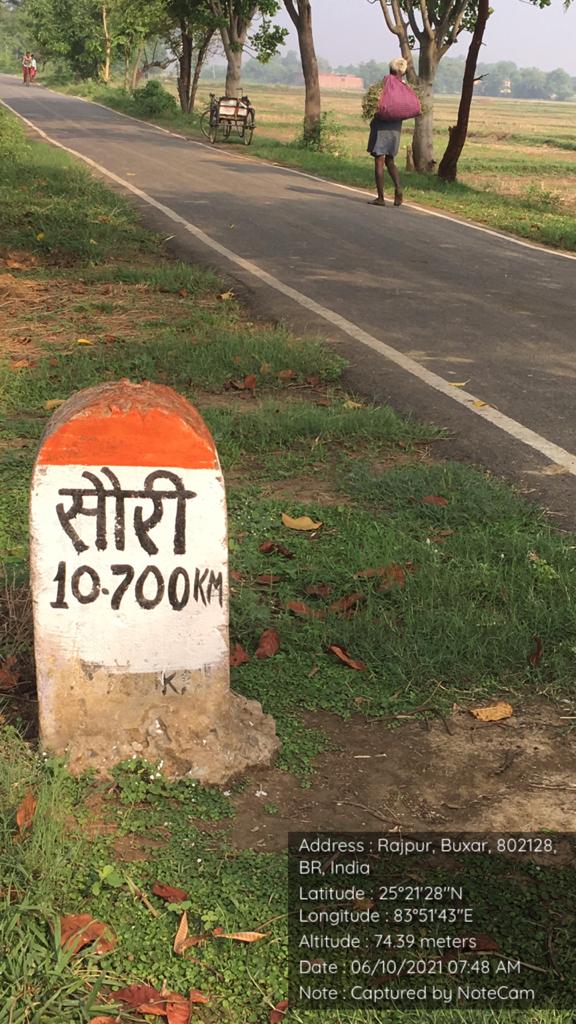 सौरी
10.700KM
K.
Address : Rajpur, Buxar, 802128,
BR, India
Latitude : 25°21'28"N
Longitude : 83°51'43"E
Altitude : 74.39 meters
Date : 06/10/2021 07:48 AM
Note : Captured by NoteCam